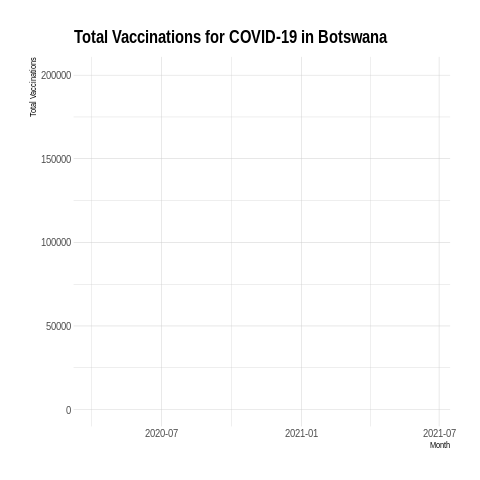 Total Vaccinations for COVID-19 in Botswana
Total Vaccinations
200000
150000
100000
50000
0
2020-07
2021-01
2021-07
Month